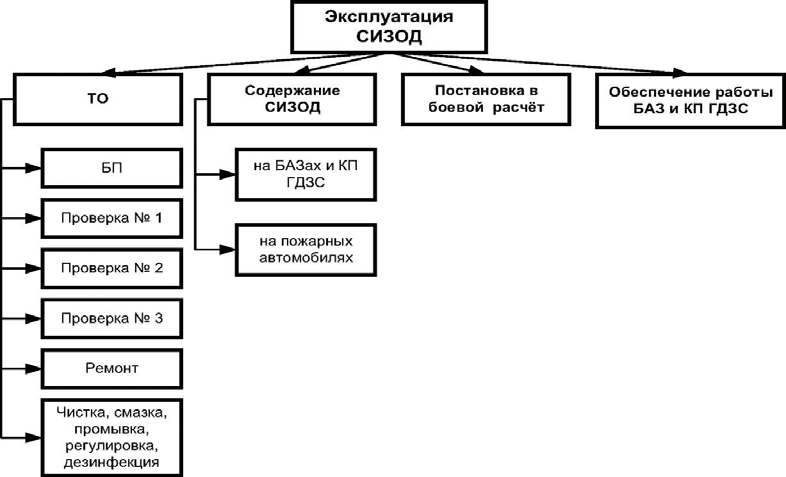 Эксплуатация
СИЗОД
ТО
Содержание
СИЗОД
Постановка в
боевой расчёт
Обеспечение работы
БАЗ и КП ГДЗС
БП
Проверка № 1
Проверка № 2
Проверка № 3
Ремонт
Чистка, смазка,
промывка,
регулировка,
дезинфекция
на БАЗах и КП
ГДЗС
на пожарных
автомобилях